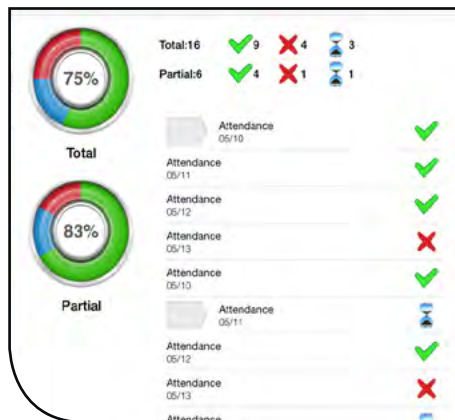 75%
Total
83%
Partial
Total:16 9 4 3
Partial:6 4 1 1
Attendance
05/10
Attendance
05/11
Attendance
05/12
Attendance
05/13
Attendance
05/10
Attendance
05/11
Attendance
05/12
Attendance
05/13
Attendance